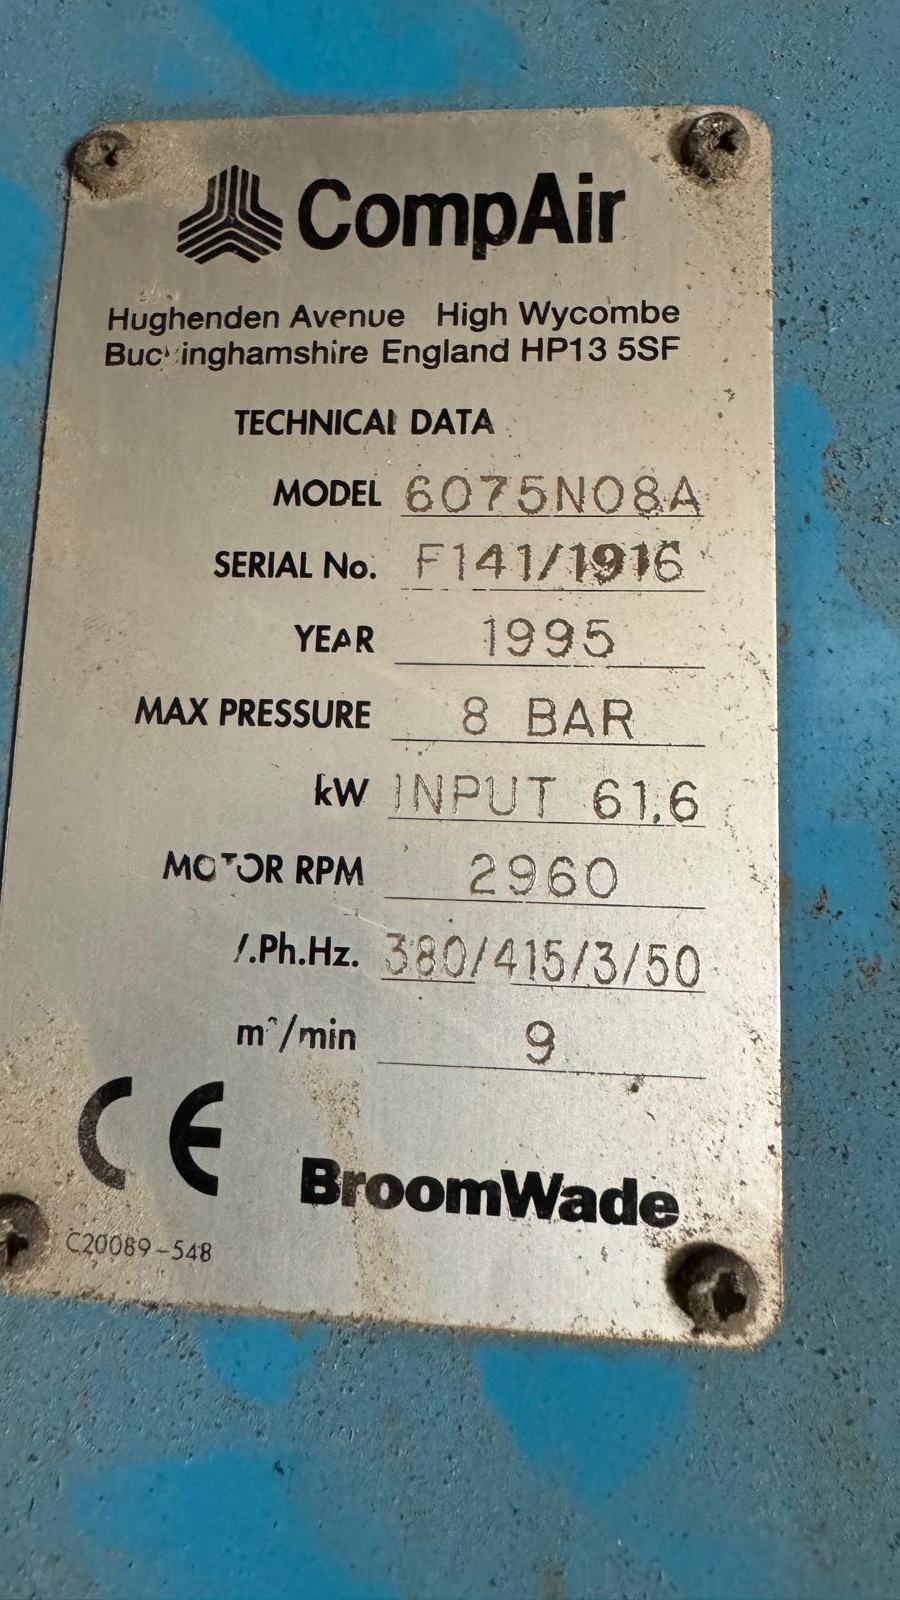 CompAir
Hughenden Avenue High Wycombe
Buckinghamshire England HP13 5SF
TECHNICAL DATA
MODEL 6075N08A
SERIAL No. F141/1916
YEAR 1995
MAX PRESSURE 8 BAR
kW INPUT 61.6
MOTOR RPM 2960
/.Ph.Hz. 380/415/3/50
m³/min 9
CE
BroomWade
C20089-548